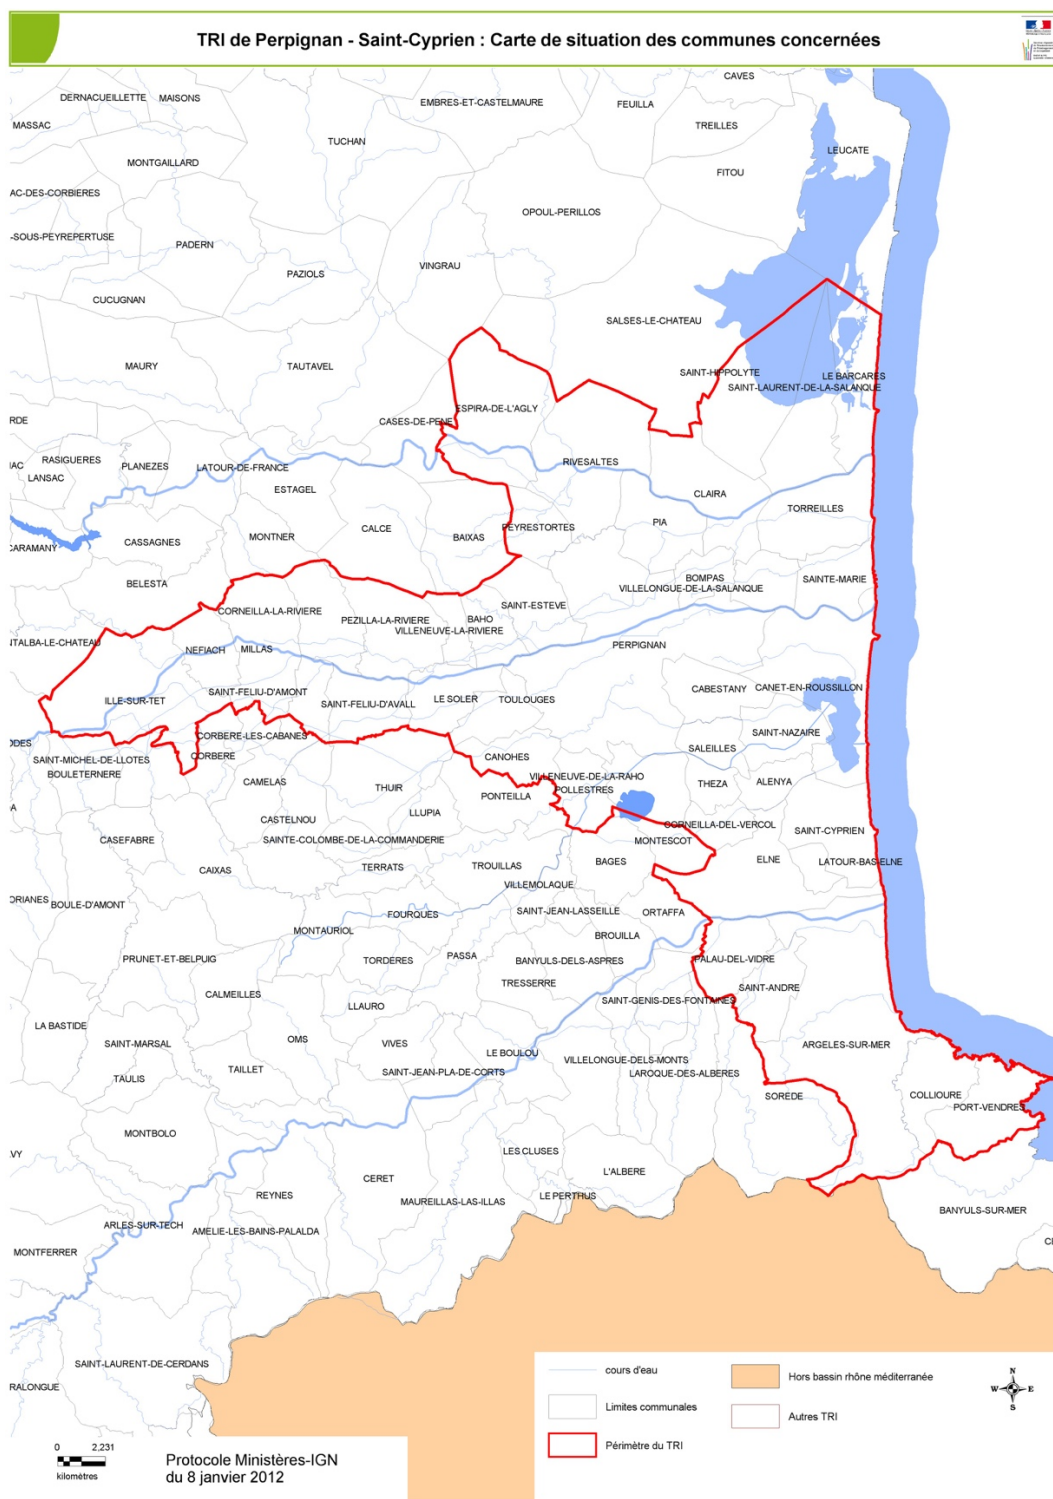 TRI de Perpignan - Saint-Cyprien : Carte de situation des communes concernées
CAVES
DERNACUEILLETTE
MAISONS
EMBRES-ET-CASTELMAURE
FEUILLA
MASSAC
TREILLES
TUCHAN
LEUCATE
MONTGAILLARD
FITOU
AC-DES-CORBIERES
OPOUL-PERILLOS
-SOUS-PEYREPERTUSE
PADERN
VINGRAU
PAZIOLS
CUCUGNAN
SALSES-LE-CHATEAU
MAURY
TAUTAVEL
SAINT-HIPPOLYTE
LE BARCARES
SAINT-LAURENT-DE-LA-SALANQUE
ESPIRA-DE-L'AGLY
CASES-DE-PENE
RDE
RASIGUERES
AC
PLANEZES
LATOUR-DE-FRANCE
RIVESALTES
LANSAC
ESTAGEL
CLAIRA
TORREILLES
CALCE
PEYRESTORTES
PIA
CASSAGNES
MONTNER
BAIXAS
CARAMANY
BELESTA
BOMPAS
SAINTE-MARIE
VILLELONGUE-DE-LA-SALANQUE
CORNEILLA-LA-RIVIERE
SAINT-ESTEVE
PEZILLA-LA-RIVIERE
BAHO
VILLENEUVE-LA-RIVIERE
NTALBA-LE-CHATEAU
NEFIACH
MILLAS
PERPIGNAN
SAINT-FELIU-D'AMONT
CABESTANY
CANET-EN-ROUSSILLON
ILLE-SUR-TET
SAINT-FELIU-D'AVALL
LE SOLER
TOULOUGES
CORBERE-LES-CABANES
SAINT-NAZAIRE
ODES
SALEILLES
SAINT-MICHEL-DE-LLOTES
CORBERE
CANOHES
BOULETERNERE
CAMELAS
VILLENEUVE-DE-LA-RAHO
THEZA
ALENYA
THUIR
PONTEILLA
POLLESTRES
A
LLUPIA
CASTELNOU
CORNEILLA-DEL-VERCOL
CASEFABRE
SAINTE-COLOMBE-DE-LA-COMMANDERIE
MONTESCOT
SAINT-CYPRIEN
CAIXAS
TERRATS
TROUILLAS
BAGES
ELNE
LATOUR-BAS-ELNE
VILLEMOLAQUE
ORIANES
BOULE-D'AMONT
FOURQUES
SAINT-JEAN-LASSEILLE
ORTAFFA
MONTAURIOL
BROUILLA
PRUNET-ET-BELPUIG
TORDERES
PASSA
BANYULS-DELS-ASPRES
PALAU-DEL-VIDRE
TRESSERRE
SAINT-ANDRE
CALMEILLES
LLAURO
SAINT-GENIS-DES-FONTAINES
LA BASTIDE
OMS
SAINT-MARSAL
VIVES
LE BOULOU
ARGELES-SUR-MER
VILLELONGUE-DELS-MONTS
TAILLET
SAINT-JEAN-PLA-DE-CORTS
LAROQUE-DES-ALBERES
TAULIS
SOREDE
COLLIOURE
PORT-VENDRES
MONTBOLO
VY
LES CLUSES
L'ALBERE
CERET
REYNES
MAUREILLAS-LAS-ILLAS
LE PERTHUS
BANYULS-SUR-MER
ARLES-SUR-TECH
AMELIE-LES-BAINS-PALALDA
MONTFERRER
SAINT-LAURENT-DE-CERDANS
RALONGUE
cours d'eau
Hors bassin rhône méditerranée
Limites communales
Autres TRI
Périmètre du TRI
N
W
E
S
0 2,231
kilomètres
Protocole Ministères-IGN
du 8 janvier 2012